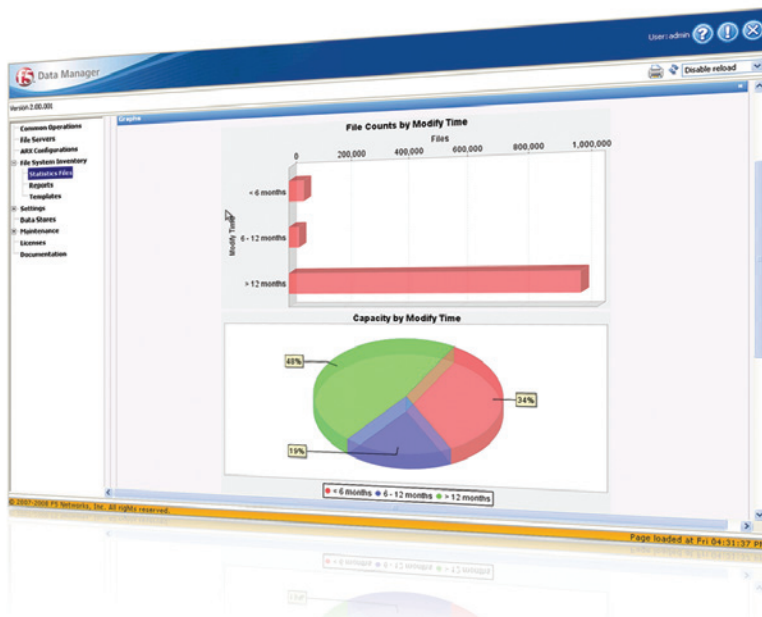 User: admin
f5 Data Manager
Disable reload
Version 2.00.001
Graphs
Common Operations
File Servers
ARX Configurations
File System Inventory
Statistics Files
Reports
Templates
Settings
Data Stores
Maintenance
Licenses
Documentation
File Counts by Modify Time
Files
0 200,000 400,000 600,000 800,000 1,000,000
Modify Time
< 6 months
6 - 12 months
> 12 months
Capacity by Modify Time
48%
34%
19%
< 6 months 6 - 12 months > 12 months
© 2007-2008 F5 Networks, Inc. All rights reserved.
Page loaded at Fri 04:31:37 PM